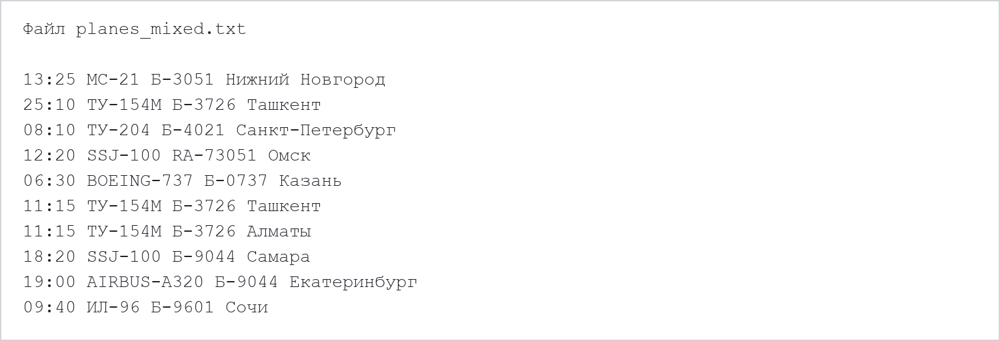 Файл planes_mixed.txt
13:25 МС-21 Б-3051 Нижний Новгород
25:10 ТУ-154М Б-3726 Ташкент
08:10 ТУ-204 Б-4021 Санкт-Петербург
12:20 SSJ-100 RA-73051 Омск
06:30 BOEING-737 Б-0737 Казань
11:15 ТУ-154М Б-3726 Ташкент
11:15 ТУ-154М Б-3726 Алматы
18:20 SSJ-100 Б-9044 Самара
19:00 AIRBUS-A320 Б-9044 Екатеринбург
09:40 ИЛ-96 Б-9601 Сочи